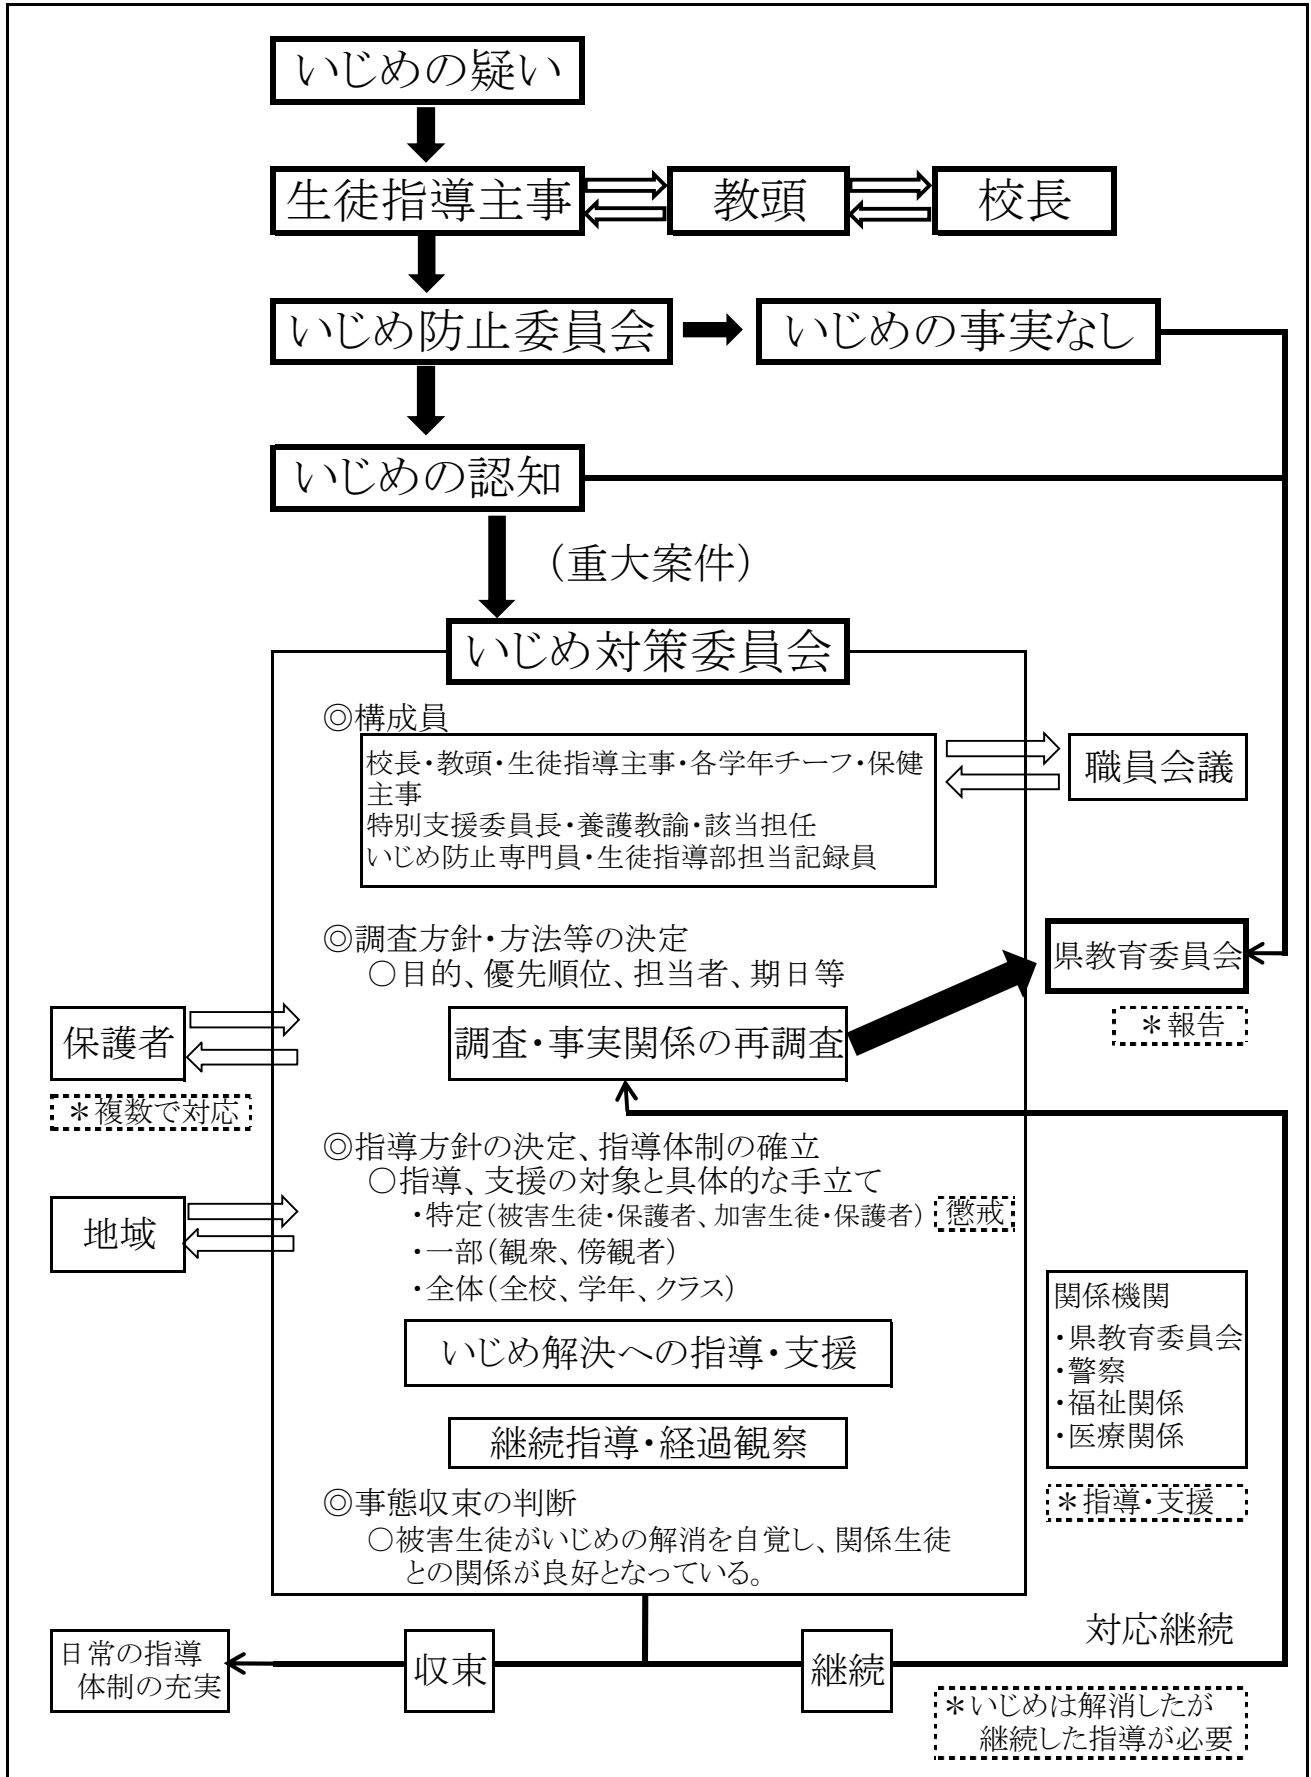 いじめの疑い
生徒指導主事
教頭
校長
いじめ防止委員会
いじめの事実なし
いじめの認知
（重大案件）
いじめ対策委員会
◎構成員
校長・教頭・生徒指導主事・各学年チーフ・保健
主事
特別支援委員長・養護教諭・該当担任
いじめ防止専門員・生徒指導部担当記録員
職員会議
◎調査方針・方法等の決定
○目的、優先順位、担当者、期日等
県教育委員会
＊報告
保護者
＊複数で対応
調査・事実関係の再調査
◎指導方針の決定、指導体制の確立
○指導、支援の対象と具体的な手立て
・特定（被害生徒・保護者、加害生徒・保護者）
懲戒
・一部（観衆、傍観者）
・全体（全校、学年、クラス）
地域
いじめ解決への指導・支援
関係機関
・県教育委員会
・警察
・福祉関係
・医療関係
＊指導・支援
継続指導・経過観察
◎事態収束の判断
○被害生徒がいじめの解消を自覚し、関係生徒
との関係が良好となっている。
対応継続
日常の指導
体制の充実
収束
継続
＊いじめは解消したが
継続した指導が必要